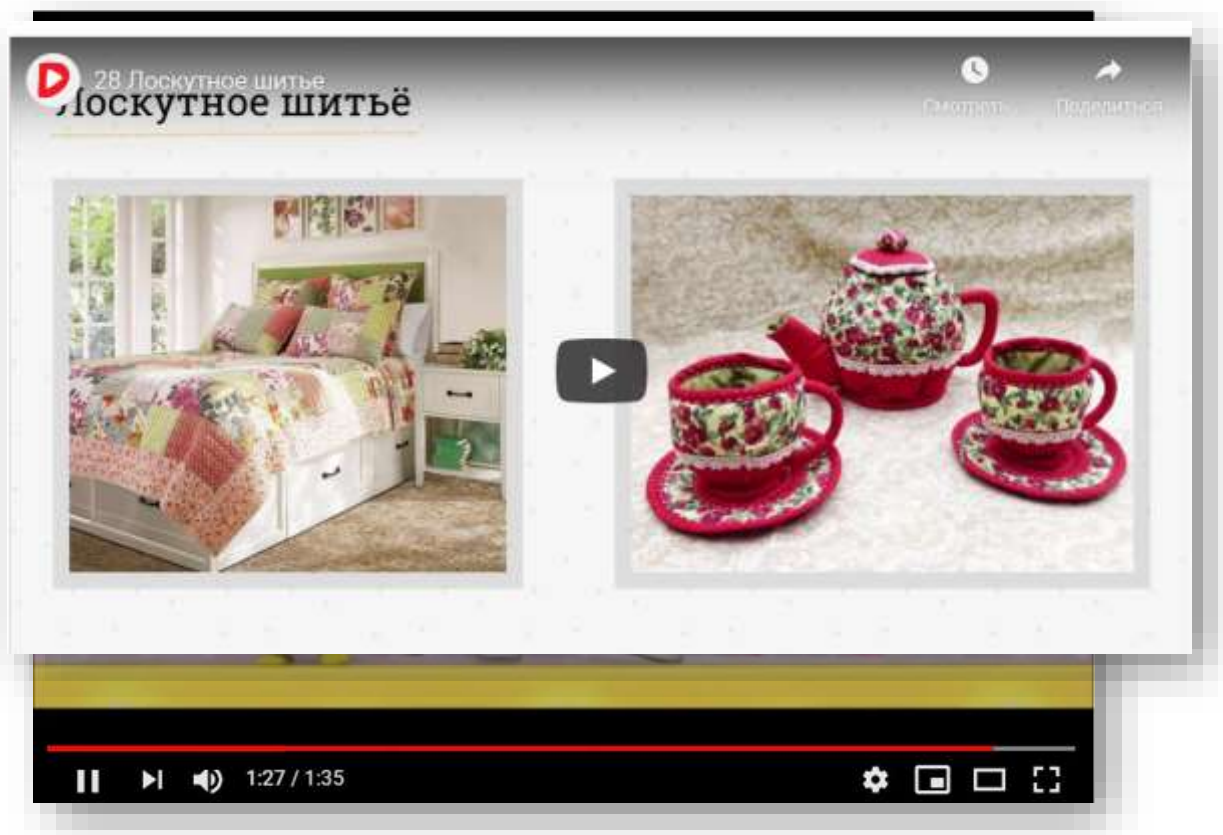 28 Лоскутное шитье
Смотреть...
Поделиться
Лоскутное шитьё
1:27 / 1:35